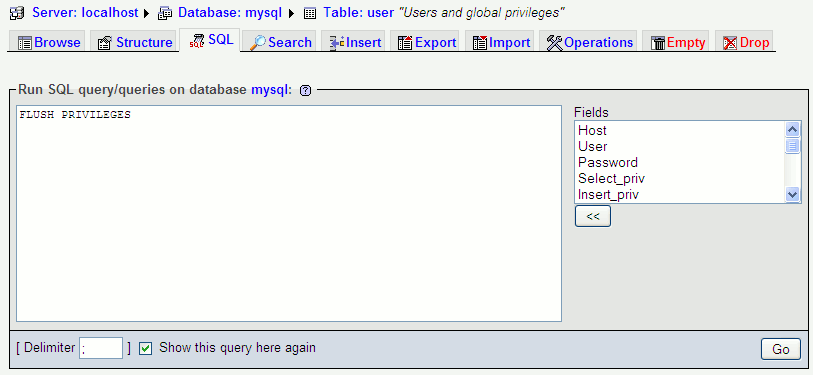 Server: localhost Database: mysql Table: user "Users and global privileges"
Browse Structure SQL Search Insert Export Import Operations Empty Drop
Run SQL query/queries on database mysql:
FLUSH PRIVILEGES
Fields
Host
User
Password
Select_priv
Insert_priv
<<
[ Delimiter ; ] Show this query here again Go